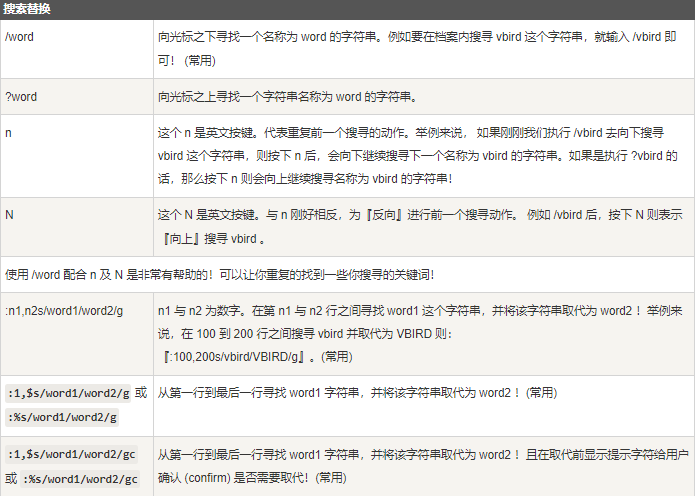 搜索替换
/word
向光标之下寻找一个名称为 word 的字符串。例如要在档案内搜寻 vbird 这个字符串，就输入 /vbird 即
可！ (常用)
?word
向光标之上寻找一个字符串名称为 word 的字符串。
n
这个 n 是英文按键。代表重复前一个搜寻的动作。举例来说， 如果刚刚我们执行 /vbird 去向下搜寻
vbird 这个字符串，则按下 n 后，会向下继续搜寻下一个名称为 vbird 的字符串。如果是执行 ?vbird 的
话，那么按下 n 则会向上继续搜寻名称为 vbird 的字符串！
N
这个 N 是英文按键。与 n 刚好相反，为『反向』进行前一个搜寻动作。 例如 /vbird 后，按下 N 则表示
『向上』搜寻 vbird 。
使用 /word 配合 n 及 N 是非常有帮助的！可以让你重复的找到一些你搜寻的关键词！
:n1,n2s/word1/word2/g
n1 与 n2 为数字。在第 n1 与 n2 行之间寻找 word1 这个字符串，并将该字符串取代为 word2 ！举例来
说，在 100 到 200 行之间搜寻 vbird 并取代为 VBIRD 则：
『:100,200s/vbird/VBIRD/g』。(常用)
:1,$s/word1/word2/g 或
:%s/word1/word2/g
从第一行到最后一行寻找 word1 字符串，并将该字符串取代为 word2 ！(常用)
:1,$s/word1/word2/gc
或 :%s/word1/word2/gc
从第一行到最后一行寻找 word1 字符串，并将该字符串取代为 word2 ！且在取代前显示提示字符给用户
确认 (confirm) 是否需要取代！(常用)